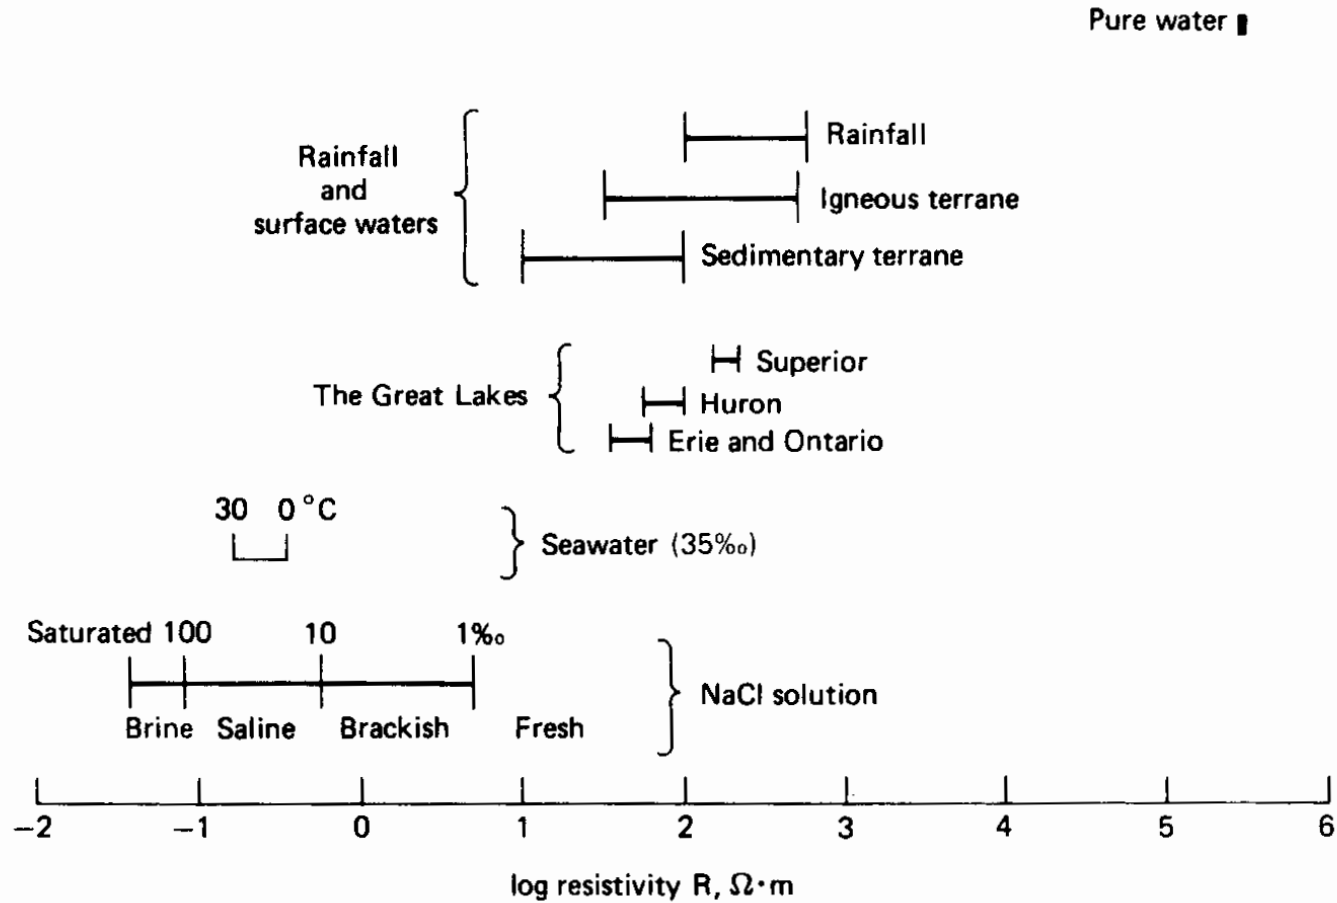 Pure water
Rainfall
and
surface waters
Rainfall
Igneous terrane
Sedimentary terrane
The Great Lakes
Superior
Huron
Erie and Ontario
30 0 °C
Seawater (35‰)
Saturated 100 10 1‰
NaCl solution
Brine Saline Brackish Fresh
−2 −1 0 1 2 3 4 5 6
log resistivity R, Ω·m